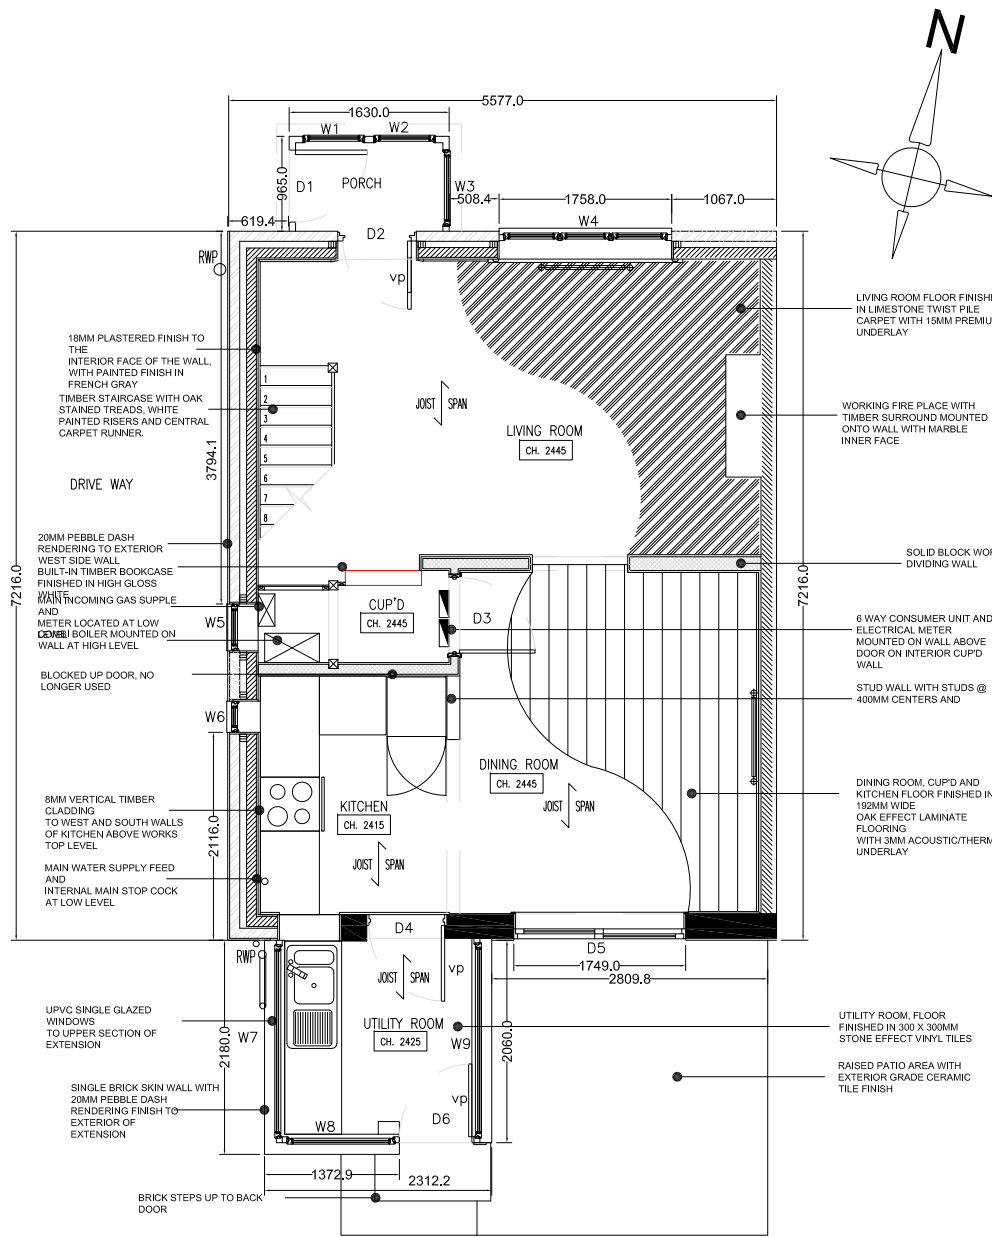 N
5577.0
1630.0
W1
W2
965.0
D1
PORCH
W3
508.4
1758.0
1067.0
619.4
D2
W4
RWP
vp
LIVING ROOM FLOOR FINISHE
IN LIMESTONE TWIST PILE
CARPET WITH 15MM PREMIU
UNDERLAY
18MM PLASTERED FINISH TO
THE
INTERIOR FACE OF THE WALL,
WITH PAINTED FINISH IN
FRENCH GRAY
TIMBER STAIRCASE WITH OAK
STAINED TREADS, WHITE
PAINTED RISERS AND CENTRAL
CARPET RUNNER.
1
2
3
4
5
6
7
8
JOIST SPAN
LIVING ROOM
CH. 2445
WORKING FIRE PLACE WITH
TIMBER SURROUND MOUNTED
ONTO WALL WITH MARBLE
INNER FACE
3794.1
DRIVE WAY
20MM PEBBLE DASH
RENDERING TO EXTERIOR
WEST SIDE WALL
BUILT-IN TIMBER BOOKCASE
FINISHED IN HIGH GLOSS
WHITE
MAIN INCOMING GAS SUPPLE
AND
METER LOCATED AT LOW
COMBI BOILER MOUNTED ON
WALL AT HIGH LEVEL
7216.0
7216.0
SOLID BLOCK WOR
DIVIDING WALL
W5
CUP'D
CH. 2445
D3
6 WAY CONSUMER UNIT AND
ELECTRICAL METER
MOUNTED ON WALL ABOVE
DOOR ON INTERIOR CUP'D
WALL
BLOCKED UP DOOR, NO
LONGER USED
STUD WALL WITH STUDS @
400MM CENTERS AND
W6
DINING ROOM
CH. 2445
JOIST SPAN
KITCHEN
CH. 2415
JOIST SPAN
DINING ROOM, CUP'D AND
KITCHEN FLOOR FINISHED IN
192MM WIDE
OAK EFFECT LAMINATE
FLOORING
WITH 3MM ACOUSTIC/THERM
UNDERLAY
8MM VERTICAL TIMBER
CLADDING
TO WEST AND SOUTH WALLS
OF KITCHEN ABOVE WORKS
TOP LEVEL
2116.0
MAIN WATER SUPPLY FEED
AND
INTERNAL MAIN STOP COCK
AT LOW LEVEL
D4
D5
1749.0
2809.8
RWP
JOIST SPAN
vp
UPVC SINGLE GLAZED
WINDOWS
TO UPPER SECTION OF
EXTENSION
W7
2180.0
UTILITY ROOM
CH. 2425
W9
2060.0
UTILITY ROOM, FLOOR
FINISHED IN 300 X 300MM
STONE EFFECT VINYL TILES
RAISED PATIO AREA WITH
EXTERIOR GRADE CERAMIC
TILE FINISH
SINGLE BRICK SKIN WALL WITH
20MM PEBBLE DASH
RENDERING FINISH TO
EXTERIOR OF
EXTENSION
vp
D6
W8
1372.9
2312.2
BRICK STEPS UP TO BACK
DOOR